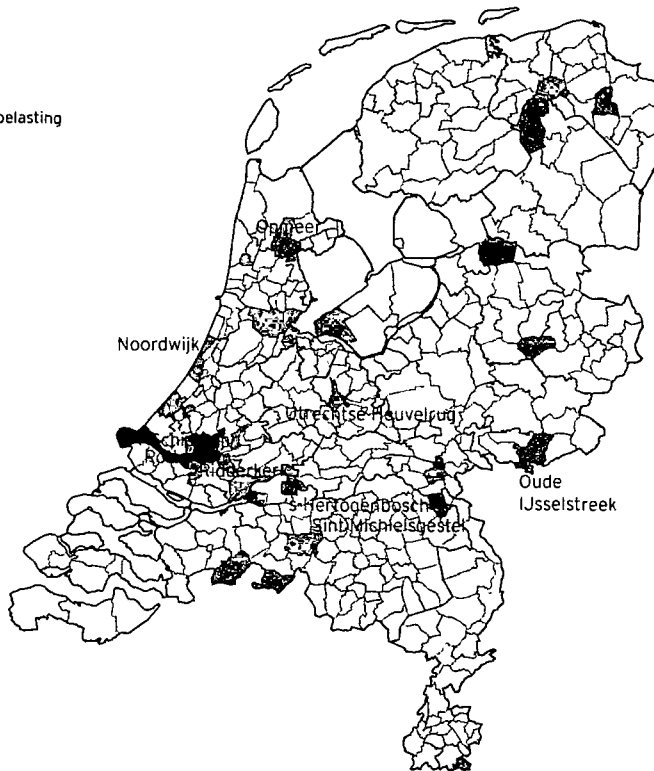 belasting
Opmeer
Noordwijk
Utrechtse Heuvelrug
Ridderkerk
's-Hertogenbosch
Sint-Michielsgestel
Oude
IJsselstreek